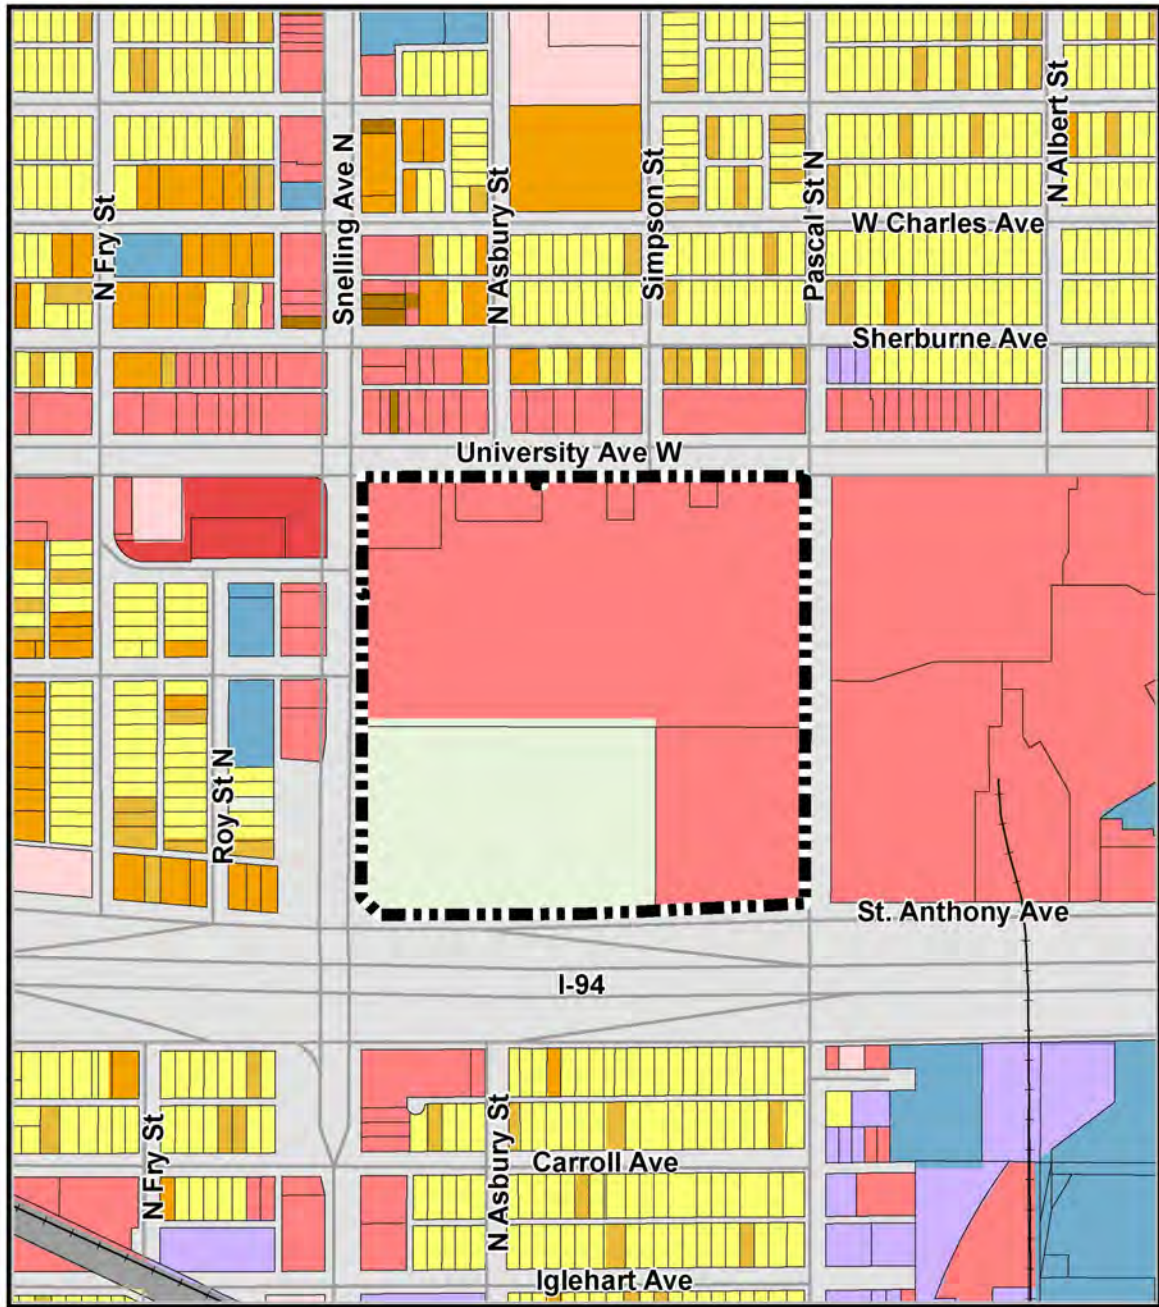 N Albert St
Snelling Ave N
Simpson St
Pascal St N
N Asbury St
N Fry St
W Charles Ave
Sherburne Ave
University Ave W
Roy St N
St. Anthony Ave
I-94
N Fry St
N Asbury St
Carroll Ave
Iglehart Ave